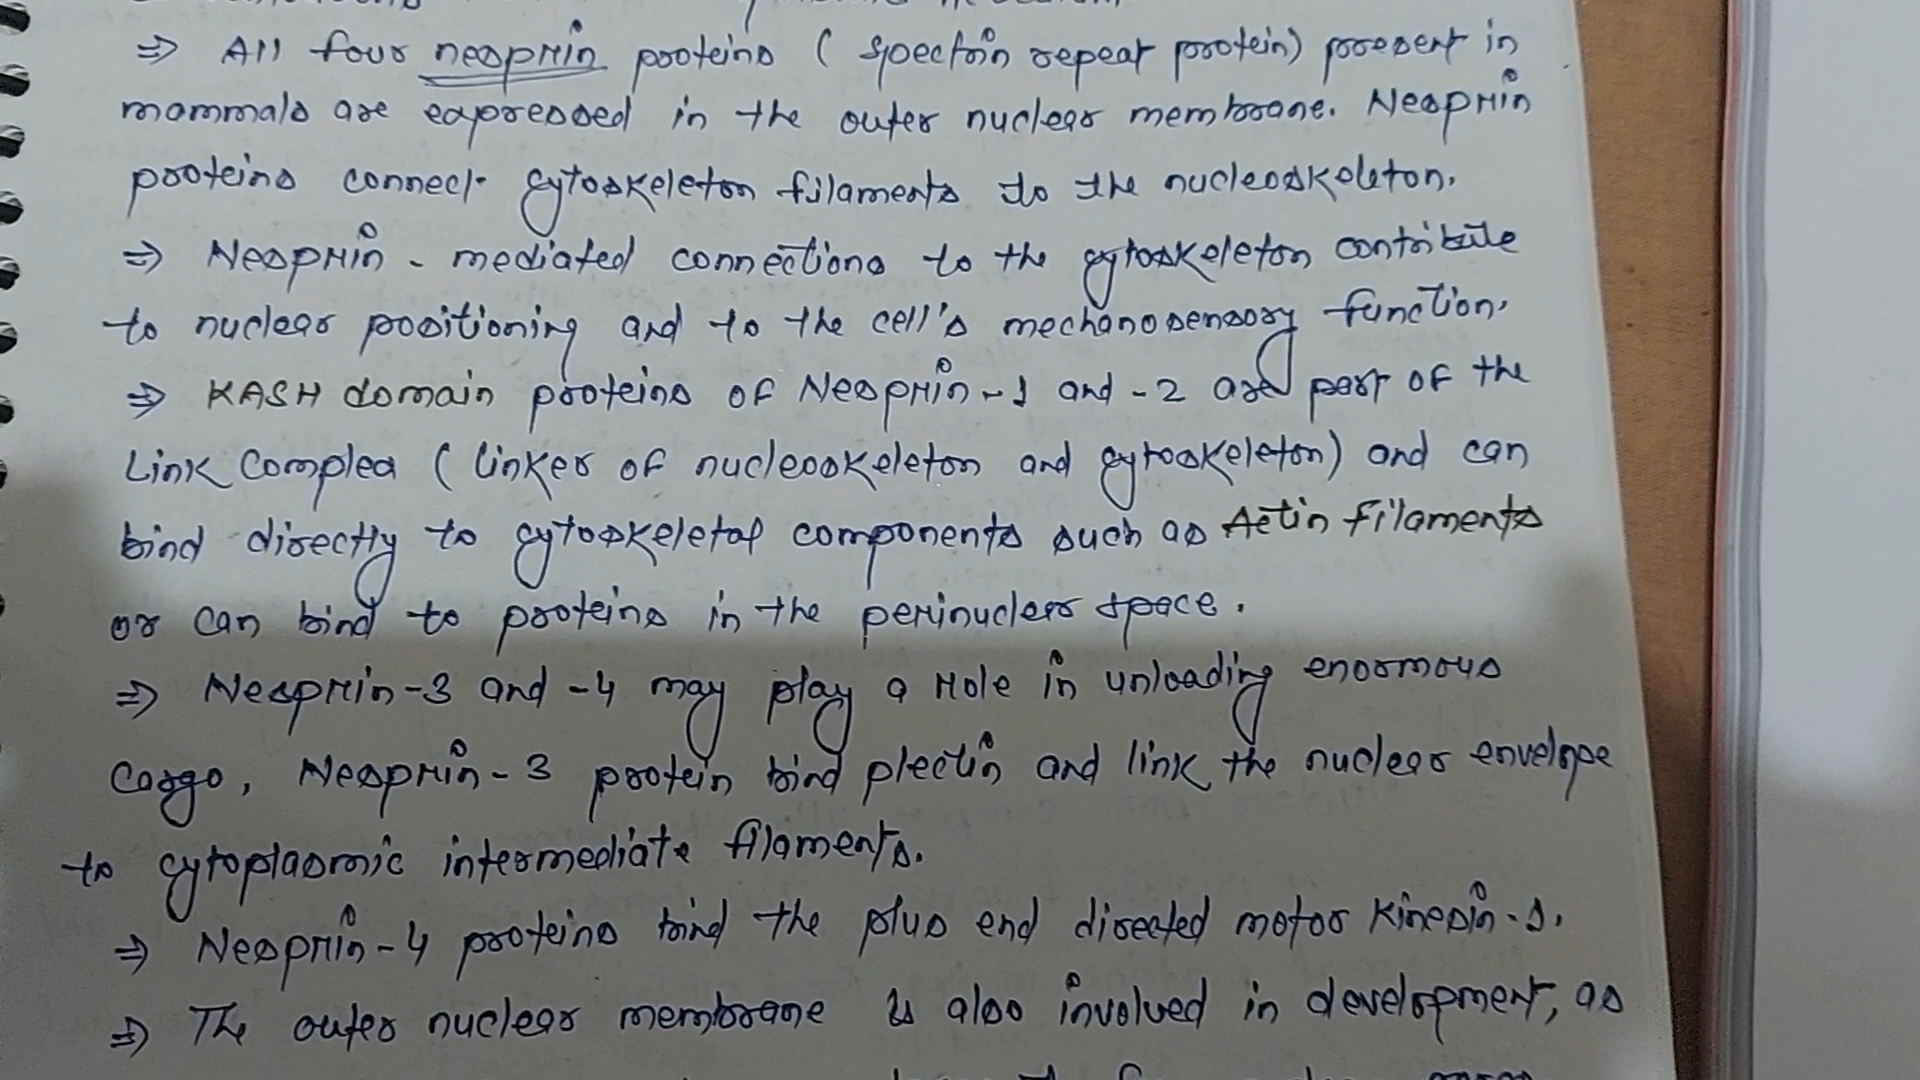 ⇒ All four nesprin proteins ( spectrin repeat protein) present in
mammals are expressed in the outer nuclear membrane. Nesprin
proteins connect cytoskeleton filaments to the nucleoskeleton.
⇒ Nesprin - mediated connections to the cytoskeleton contribute
to nuclear positioning and to the cell's mechanosensory function.
⇒ KASH domain proteins of Nesprin-1 and -2 are part of the
Link Complex ( linker of nucleoskeleton and cytoskeleton) and can
bind directly to cytoskeletal components such as Actin Filaments
or can bind to proteins in the perinuclear space.
⇒ Nesprin-3 and -4 may play a role in unloading enormous
cargo, Nesprin-3 protein bind plectin and link the nuclear envelope
to cytoplasmic intermediate filaments.
⇒ Nesprin-4 proteins bind the plus end directed motor Kinesin-1.
⇒ The outer nuclear membrane is also involved in development, as